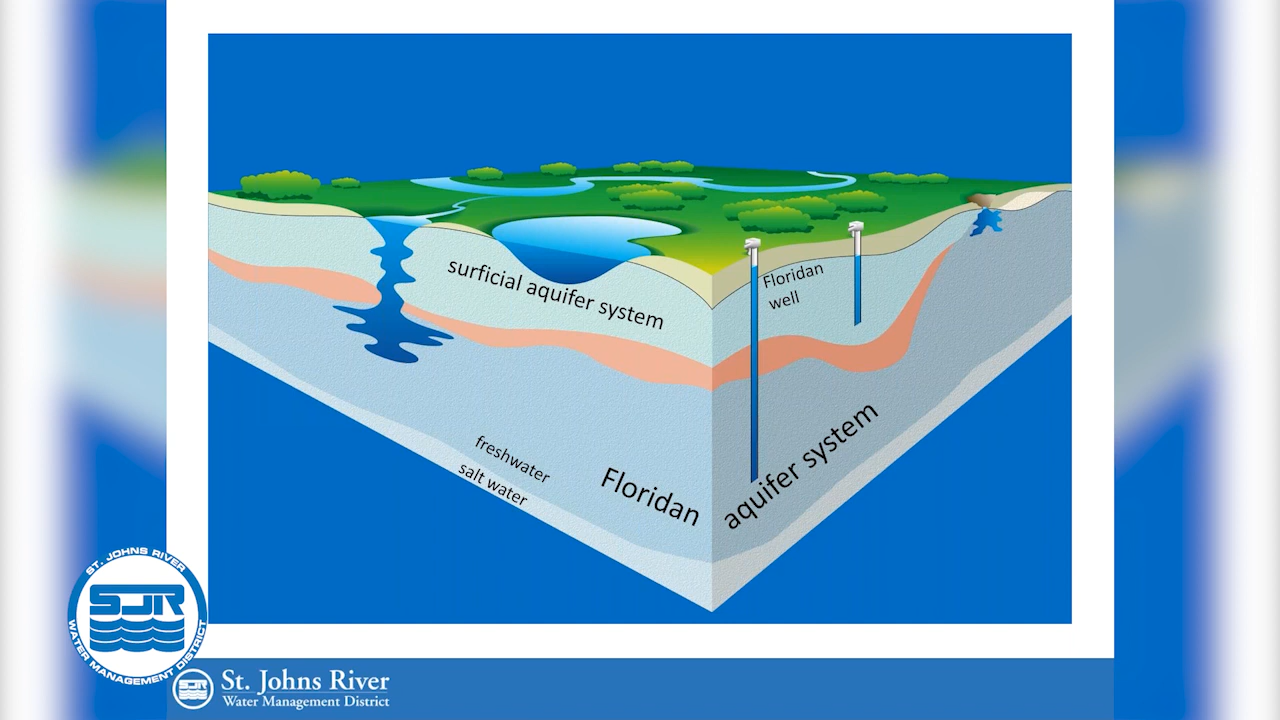 surficial aquifer system
Floridan
well
freshwater
salt water
Floridan
aquifer system
ST. JOHNS RIVER
SJR
WATER MANAGEMENT DISTRICT
SJR
St. Johns River
Water Management District